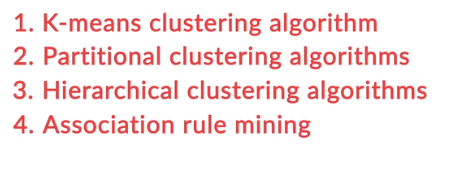 1. K-means clustering algorithm
2. Partitional clustering algorithms
3. Hierarchical clustering algorithms
4. Association rule mining